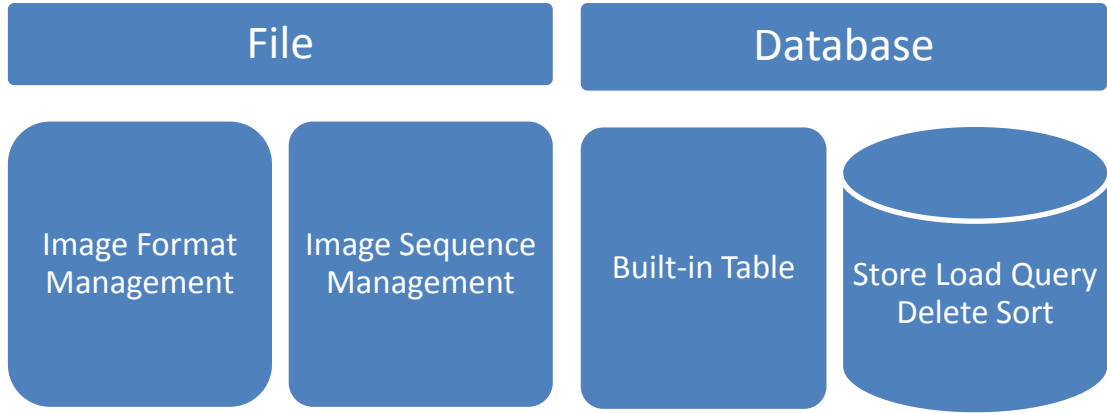 File
Database
Image Format
Management
Image Sequence
Management
Built-in Table
Store Load Query
Delete Sort